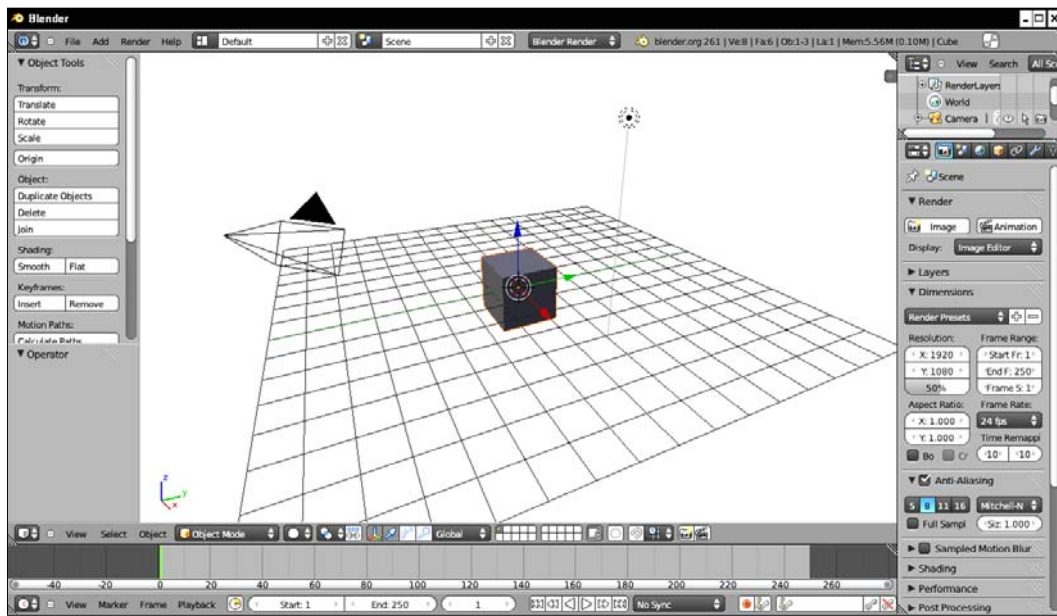 Blender
File Add Render Help Default Scene Blender Render blender.org 261 | Ve:8 | Fa:6 | Ob:1-3 | La:1 | Mem:5.56M (0.10M) | Cube
Object Tools
Transform:
Translate
Rotate
Scale
Origin
Object:
Duplicate Objects
Delete
Join
Shading:
Smooth Flat
Keyframes:
Insert Remove
Motion Paths:
Calculate Paths
Operator
View Search All Sc
RenderLayers
World
Camera
Scene
Render
Image Animation
Display: Image Editor
Layers
Dimensions
Render Presets
Resolution: Frame Range:
X: 1920 Start Fr: 1
Y: 1080 End F: 250
50% Frame S: 1
Aspect Ratio: Frame Rate:
X: 1.000 24 fps
Y: 1.000 Time Remappi
Bo Cr 10 10
Anti-Aliasing
5 8 11 16 Mitchell-N
Full Sampl Siz: 1.000
Sampled Motion Blur
Shading
Performance
Post Processing
z
y
x
View Select Object Object Mode Global
-40 -20 0 20 40 60 80 100 120 140 160 180 200 220 240 260
View Marker Frame Playback Start: 1 End: 250 1 No Sync